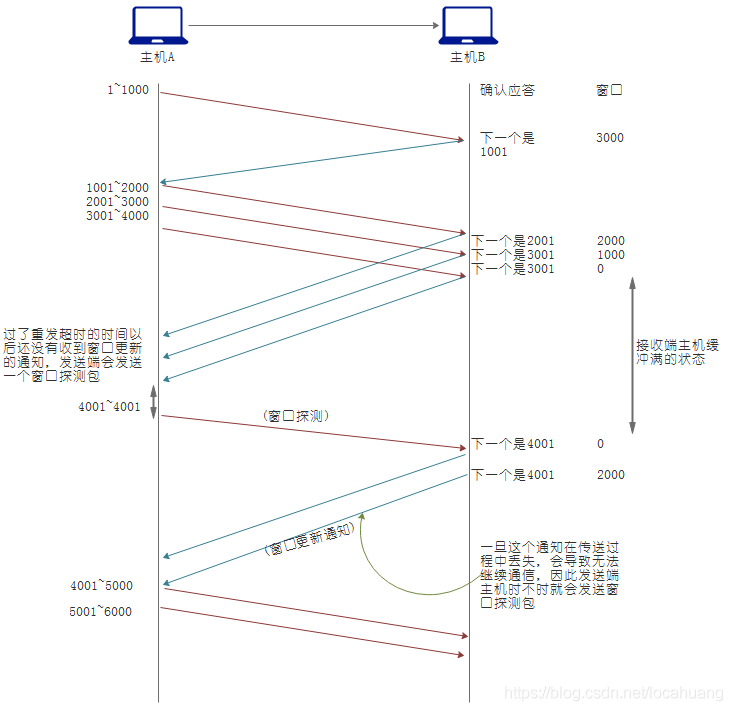 主机A
主机B
1~1000
确认应答
窗口
下一个是
1001
3000
1001~2000
2001~3000
3001~4000
下一个是2001
2000
下一个是3001
1000
下一个是3001
0
过了重发超时的时间以
后还没有收到窗口更新
的通知，发送端会发送
一个窗口探测包
接收端主机缓
冲满的状态
4001~4001
(窗口探测)
下一个是4001
0
下一个是4001
2000
(窗口更新通知)
一旦这个通知在传送过
程中丢失，会导致无法
继续通信，因此发送端
主机时不时就会发送窗
口探测包
4001~5000
5001~6000
https://blog.csdn.net/locahuang